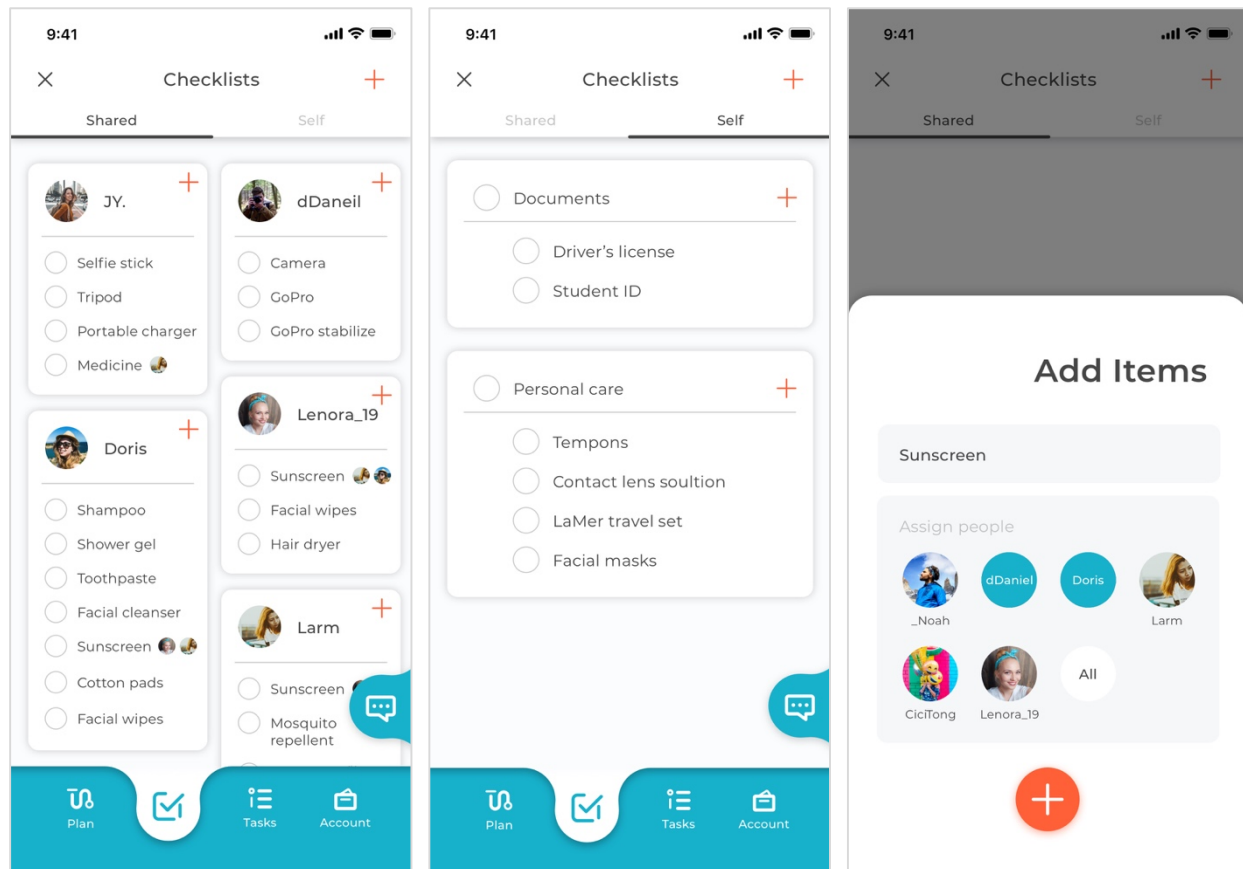 9:41
Checklists
Shared
Self
JY.
Selfie stick
Tripod
Portable charger
Medicine
Doris
Shampoo
Shower gel
Toothpaste
Facial cleanser
Sunscreen
Cotton pads
Facial wipes
dDaneil
Camera
GoPro
GoPro stabilize
Lenora_19
Sunscreen
Facial wipes
Hair dryer
Larm
Sunscreen
Mosquito
repellent
Plan
Tasks
Account
9:41
Checklists
Shared
Self
Documents
Driver's license
Student ID
Personal care
Tempons
Contact lens soultion
LaMer travel set
Facial masks
Plan
Tasks
Account
9:41
Checklists
Shared
Self
Add Items
Sunscreen
Assign people
dDaniel
Doris
_Noah
Larm
All
CiciTong
Lenora_19